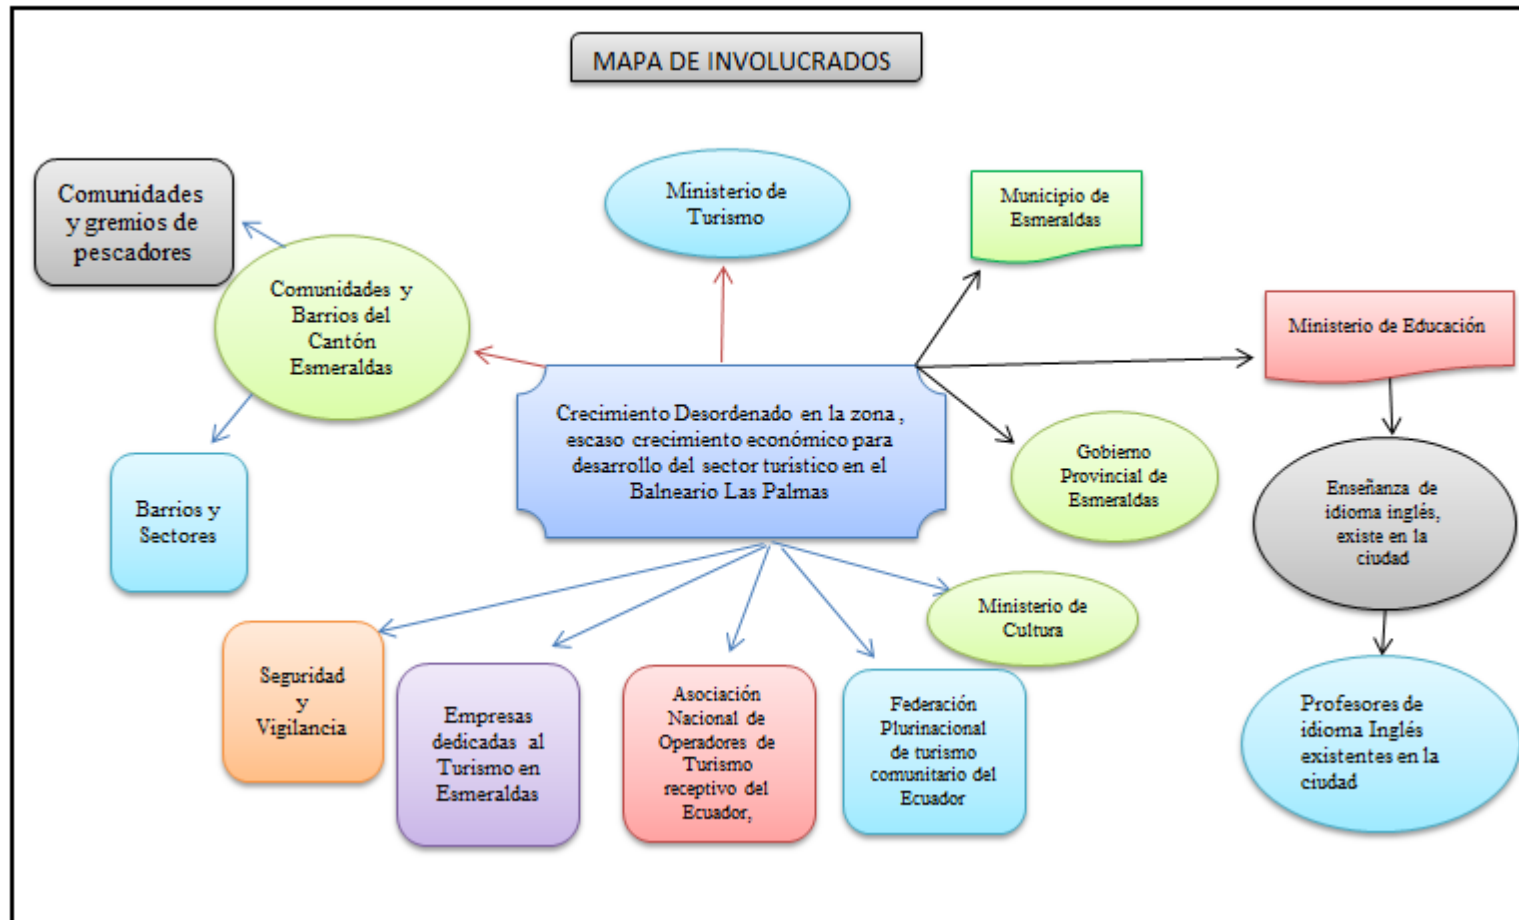 MAPA DE INVOLUCRADOS
Comunidades
y gremios de
pescadores
Ministerio de
Turismo
Municipio de
Esmeraldas
Comunidades y
Barrios del
Cantón
Esmeraldas
Ministerio de Educación
Crecimiento Desordenado en la zona ,
escaso crecimiento económico para
desarrollo del sector turístico en el
Balneario Las Palmas
Gobierno
Provincial de
Esmeraldas
Barrios y
Sectores
Enseñanza de
idioma inglés,
existe en la
ciudad
Ministerio de
Cultura
Seguridad
y
Vigilancia
Empresas
dedicadas al
Turismo en
Esmeraldas
Asociación
Nacional de
Operadores de
Turismo
receptivo del
Ecuador,
Federación
Plurinacional
de turismo
comunitario del
Ecuador
Profesores de
idioma Inglés
existentes en la
ciudad